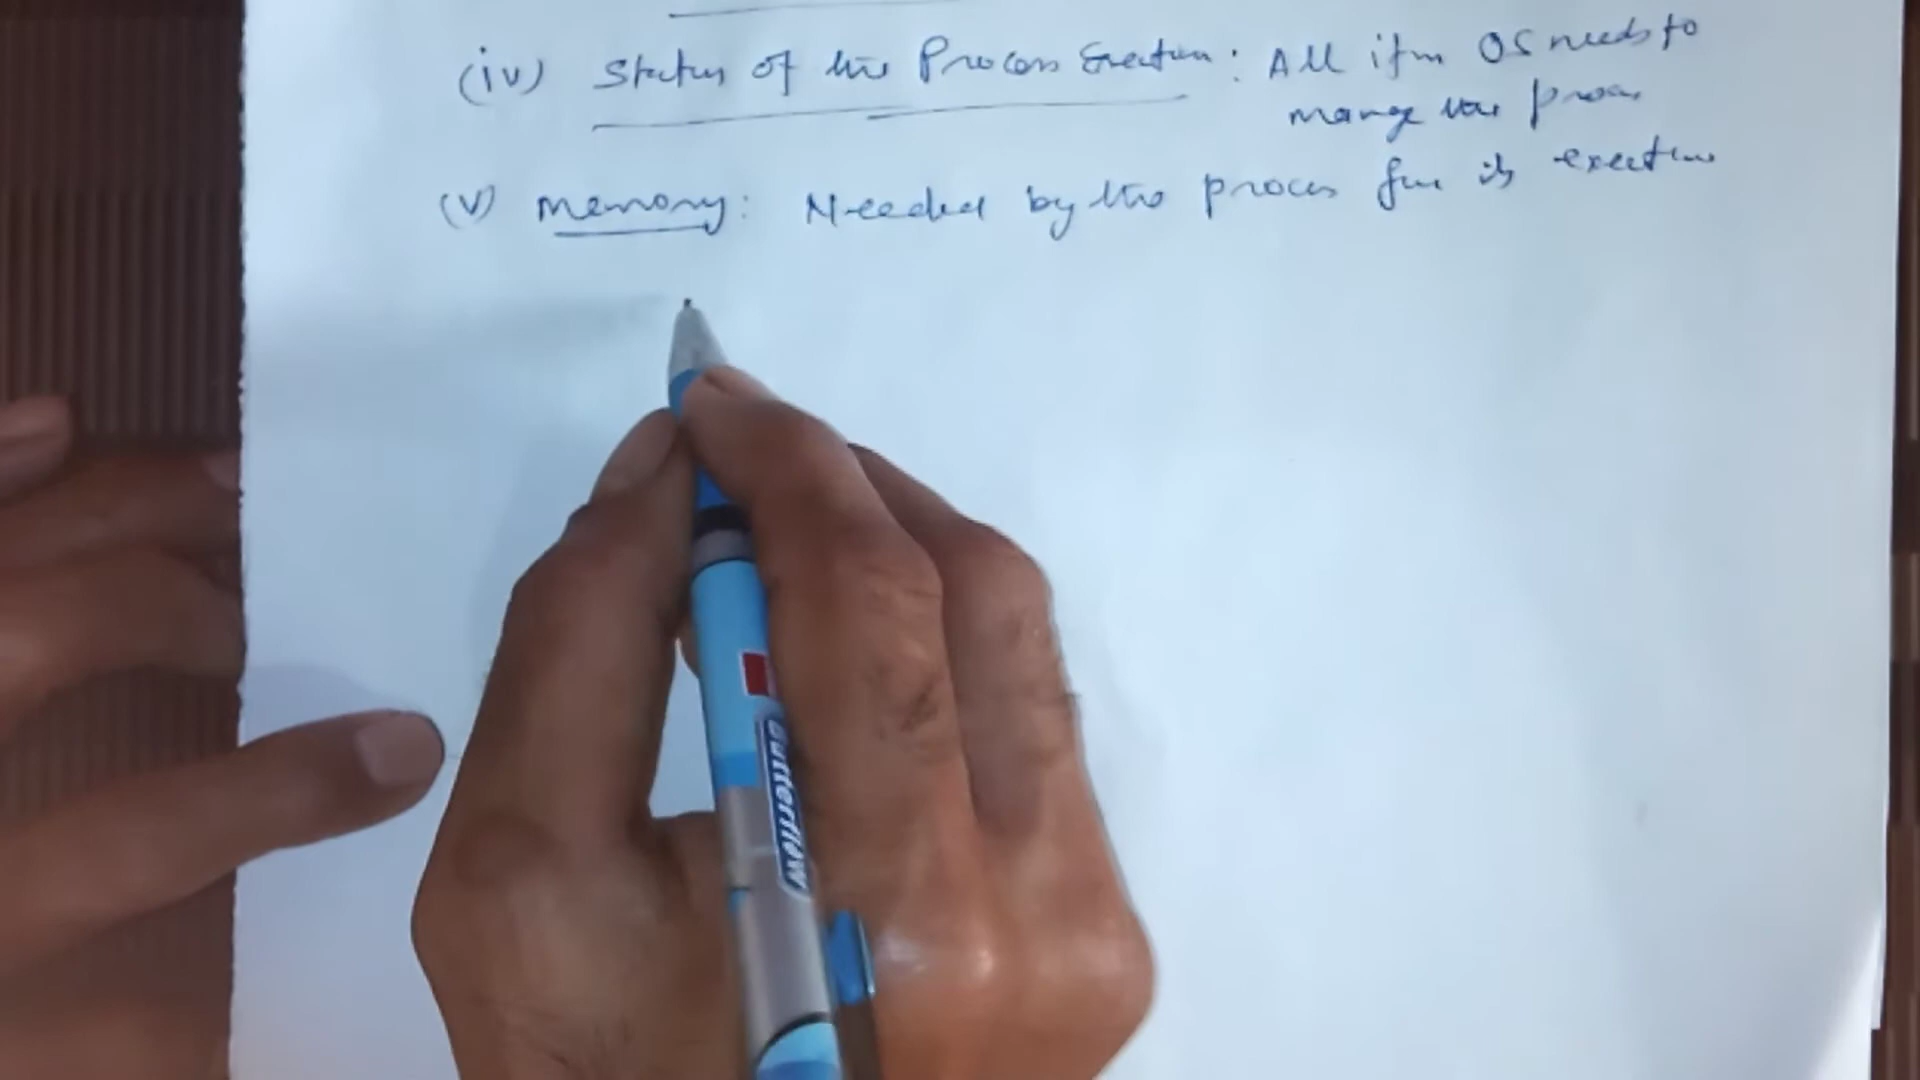 (iv) Status of the Process Execution : All ifm OS needs to
manage the process
(v) Memory : Needed by the process for its execution
Butterflow